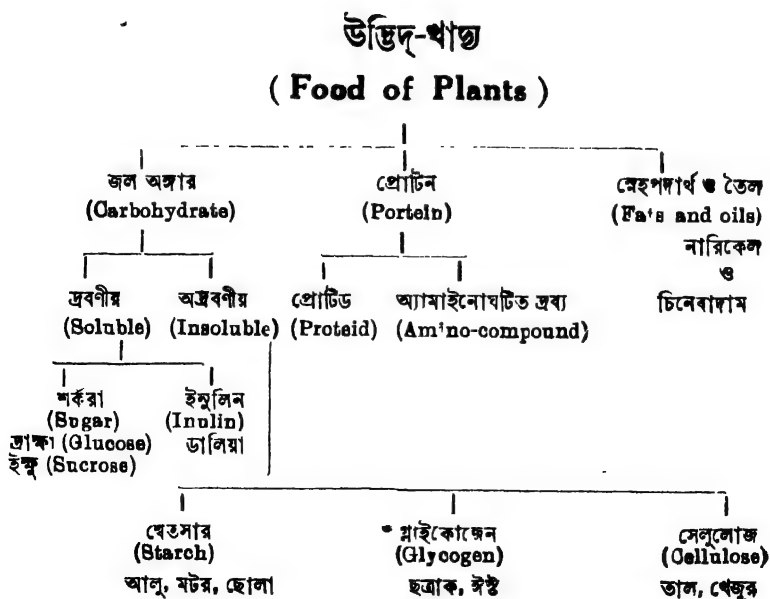 উদ্ভিদ্-খাদ্য
( Food of Plants )
জল অঙ্গার
(Carbohydrate)
প্রোটিন
(Portein)
স্নেহপদার্থ ও তৈল
(Fats and oils)
নারিকেল
ও
চিনেবাদাম
দ্রবণীয়
(Soluble)
অদ্রবণীয়
(Insoluble)
প্রোটিড
(Proteid)
অ্যামাইনোঘটিত দ্রব্য
(Amino-compound)
শর্করা
(Sugar)
দ্রাক্ষা (Glucose)
ইক্ষু (Sucrose)
ইনুলিন
(Inulin)
ডালিয়া
শ্বেতসার
(Starch)
আলু, মটর, ছোলা
গ্লাইকোজেন
(Glycogen)
ছত্রাক, ঈস্ট
সেলুলোজ
(Cellulose)
তাল, খেজুর